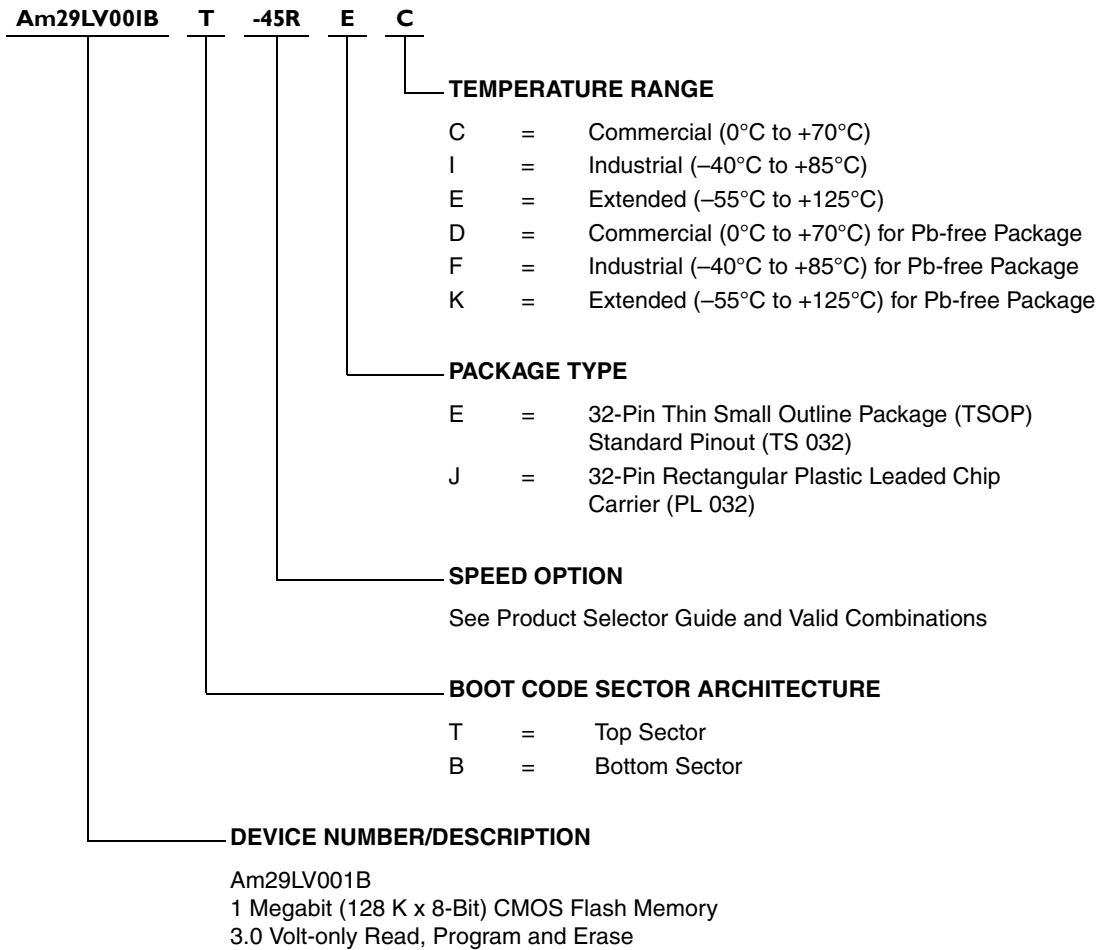 Am29LV001B T -45R E C
TEMPERATURE RANGE
C = Commercial (0°C to +70°C)
I = Industrial (–40°C to +85°C)
E = Extended (–55°C to +125°C)
D = Commercial (0°C to +70°C) for Pb-free Package
F = Industrial (–40°C to +85°C) for Pb-free Package
K = Extended (–55°C to +125°C) for Pb-free Package
PACKAGE TYPE
E = 32-Pin Thin Small Outline Package (TSOP)
Standard Pinout (TS 032)
J = 32-Pin Rectangular Plastic Leaded Chip
Carrier (PL 032)
SPEED OPTION
See Product Selector Guide and Valid Combinations
BOOT CODE SECTOR ARCHITECTURE
T = Top Sector
B = Bottom Sector
DEVICE NUMBER/DESCRIPTION
Am29LV001B
1 Megabit (128 K x 8-Bit) CMOS Flash Memory
3.0 Volt-only Read, Program and Erase